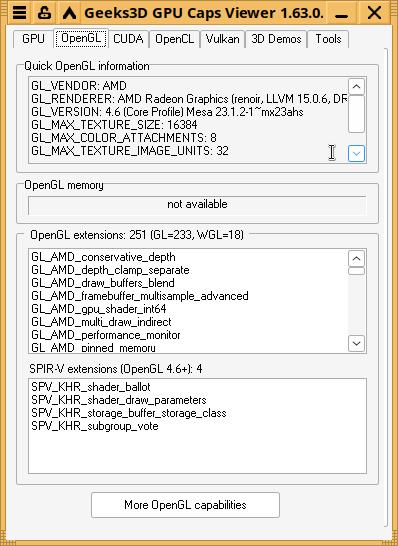 Geeks3D GPU Caps Viewer 1.63.0.
GPU OpenGL CUDA OpenCL Vulkan 3D Demos Tools
Quick OpenGL information
GL_VENDOR: AMD
GL_RENDERER: AMD Radeon Graphics (renoir, LLVM 15.0.6, DR
GL_VERSION: 4.6 (Core Profile) Mesa 23.1.2-1~mx23ahs
GL_MAX_TEXTURE_SIZE: 16384
GL_MAX_COLOR_ATTACHMENTS: 8
GL_MAX_TEXTURE_IMAGE_UNITS: 32
OpenGL memory
not available
OpenGL extensions: 251 (GL=233, WGL=18)
GL_AMD_conservative_depth
GL_AMD_depth_clamp_separate
GL_AMD_draw_buffers_blend
GL_AMD_framebuffer_multisample_advanced
GL_AMD_gpu_shader_int64
GL_AMD_multi_draw_indirect
GL_AMD_performance_monitor
GL_AMD_pinned_memory
SPIR-V extensions (OpenGL 4.6+): 4
SPV_KHR_shader_ballot
SPV_KHR_shader_draw_parameters
SPV_KHR_storage_buffer_storage_class
SPV_KHR_subgroup_vote
More OpenGL capabilities